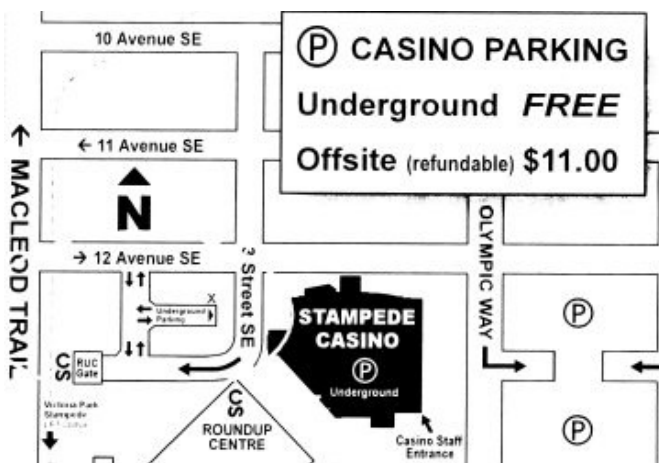 10 Avenue SE
Ⓟ CASINO PARKING
Underground FREE
Offsite (refundable) $11.00
← 11 Avenue SE
← MACLEOD TRAIL
N
→ 12 Avenue SE
Street SE
OLYMPIC WAY
X
Underground
Parking
STAMPEDE
CASINO
Ⓟ
Underground
Ⓟ
CS
RUC
Gate
Victoria Park
Stampede
CS
ROUNDUP
CENTRE
Casino Staff
Entrance
Ⓟ